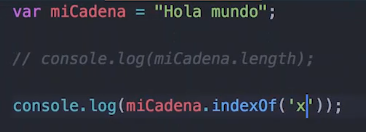 var miCadena = "Hola mundo";
// console.log(miCadena.length);
console.log(miCadena.indexOf('x'));